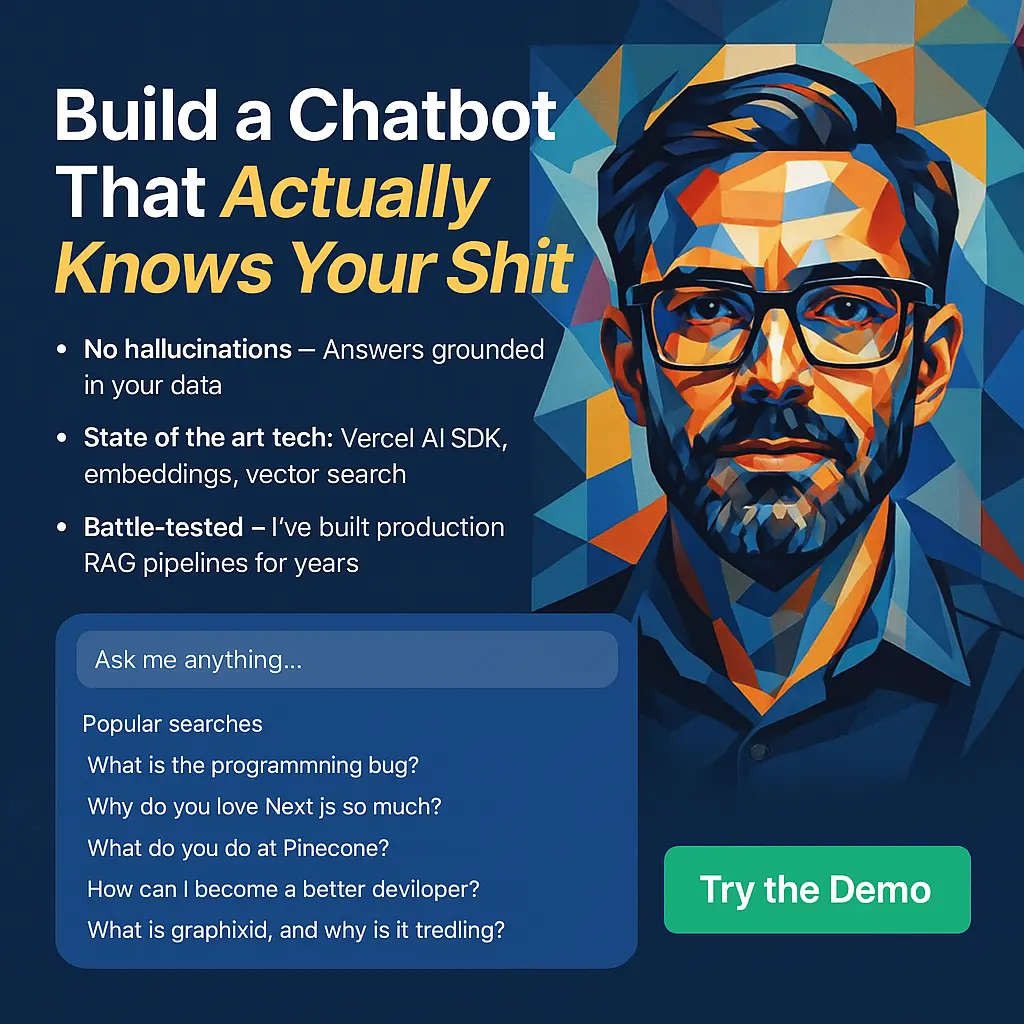 Build a Chatbot
That Actually
Knows Your Shit
• No hallucinations – Answers grounded
in your data
• State of the art tech: Vercel AI SDK,
embeddings, vector search
• Battle-tested – I've built production
RAG pipelines for years
Ask me anything...
Popular searches
What is the programmning bug?
Why do you love Next js so much?
What do you do at Pinecone?
How can I become a better deviloper?
What is graphixid, and why is it tredling?
Try the Demo